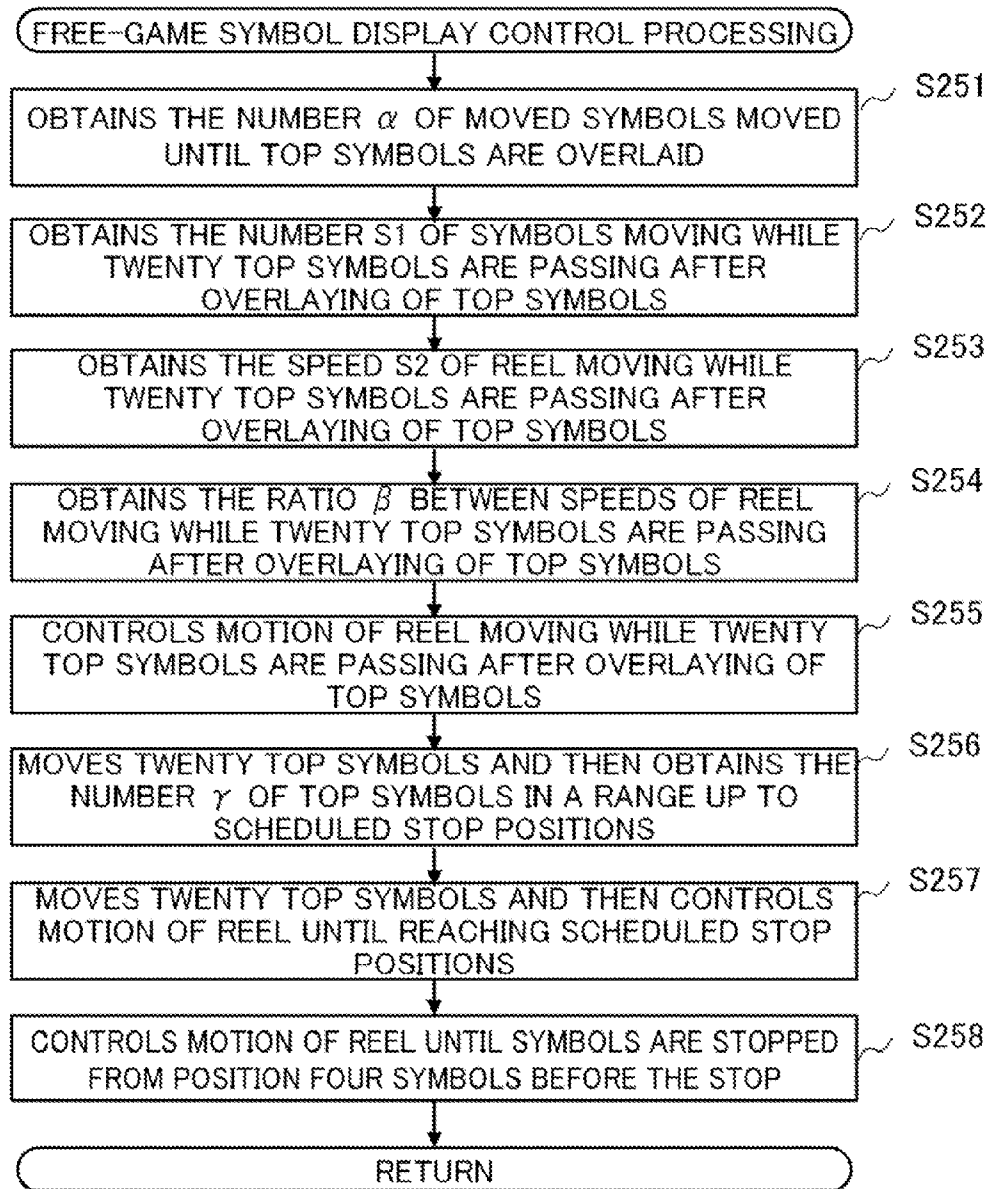 FREE-GAME SYMBOL DISPLAY CONTROL PROCESSING
S251
OBTAINS THE NUMBER α OF MOVED SYMBOLS MOVED
UNTIL TOP SYMBOLS ARE OVERLAID
S252
OBTAINS THE NUMBER S1 OF SYMBOLS MOVING WHILE
TWENTY TOP SYMBOLS ARE PASSING AFTER
OVERLAYING OF TOP SYMBOLS
S253
OBTAINS THE SPEED S2 OF REEL MOVING WHILE
TWENTY TOP SYMBOLS ARE PASSING AFTER
OVERLAYING OF TOP SYMBOLS
S254
OBTAINS THE RATIO β BETWEEN SPEEDS OF REEL
MOVING WHILE TWENTY TOP SYMBOLS ARE PASSING
AFTER OVERLAYING OF TOP SYMBOLS
S255
CONTROLS MOTION OF REEL MOVING WHILE TWENTY
TOP SYMBOLS ARE PASSING AFTER OVERLAYING OF
TOP SYMBOLS
S256
MOVES TWENTY TOP SYMBOLS AND THEN OBTAINS THE
NUMBER γ OF TOP SYMBOLS IN A RANGE UP TO
SCHEDULED STOP POSITIONS
S257
MOVES TWENTY TOP SYMBOLS AND THEN CONTROLS
MOTION OF REEL UNTIL REACHING SCHEDULED STOP
POSITIONS
S258
CONTROLS MOTION OF REEL UNTIL SYMBOLS ARE STOPPED
FROM POSITION FOUR SYMBOLS BEFORE THE STOP
RETURN